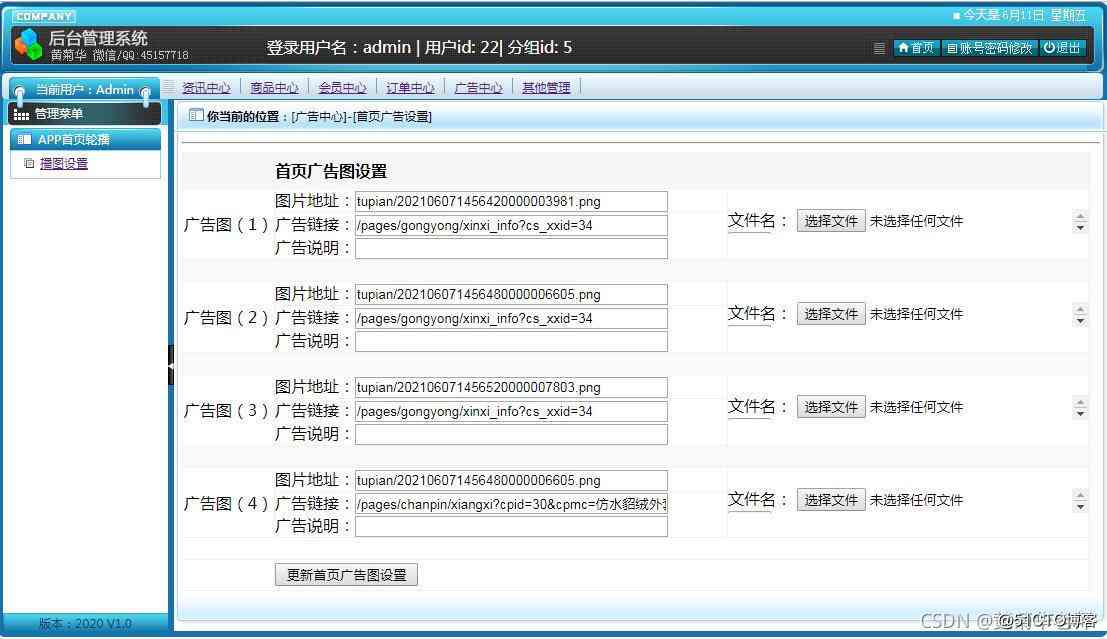 COMPANY
今天是 6月11日 星期五
后台管理系统
黄菊华 微信/QQ:45157718
登录用户名：admin | 用户id: 22| 分组id: 5
首页 账号密码修改 退出
当前用户：Admin
资讯中心 商品中心 会员中心 订单中心 广告中心 其他管理
管理菜单
你当前的位置：[广告中心]-[首页广告设置]
APP首页轮播
播图设置
首页广告图设置
广告图（1）
图片地址：tupian/202106071456420000003981.png
广告链接：/pages/gongyong/xinxi_info?cs_xxid=34
广告说明：
文件名： 选择文件 未选择任何文件
广告图（2）
图片地址：tupian/202106071456480000006605.png
广告链接：/pages/gongyong/xinxi_info?cs_xxid=34
广告说明：
文件名： 选择文件 未选择任何文件
广告图（3）
图片地址：tupian/202106071456520000007803.png
广告链接：/pages/gongyong/xinxi_info?cs_xxid=34
广告说明：
文件名： 选择文件 未选择任何文件
广告图（4）
图片地址：tupian/202106071456480000006605.png
广告链接：/pages/chanpin/xiangxi?cpid=30&cpmc=仿水貂绒外
广告说明：
文件名： 选择文件 未选择任何文件
更新首页广告图设置
版本：2020 V1.0
CSDN @51CTO博客